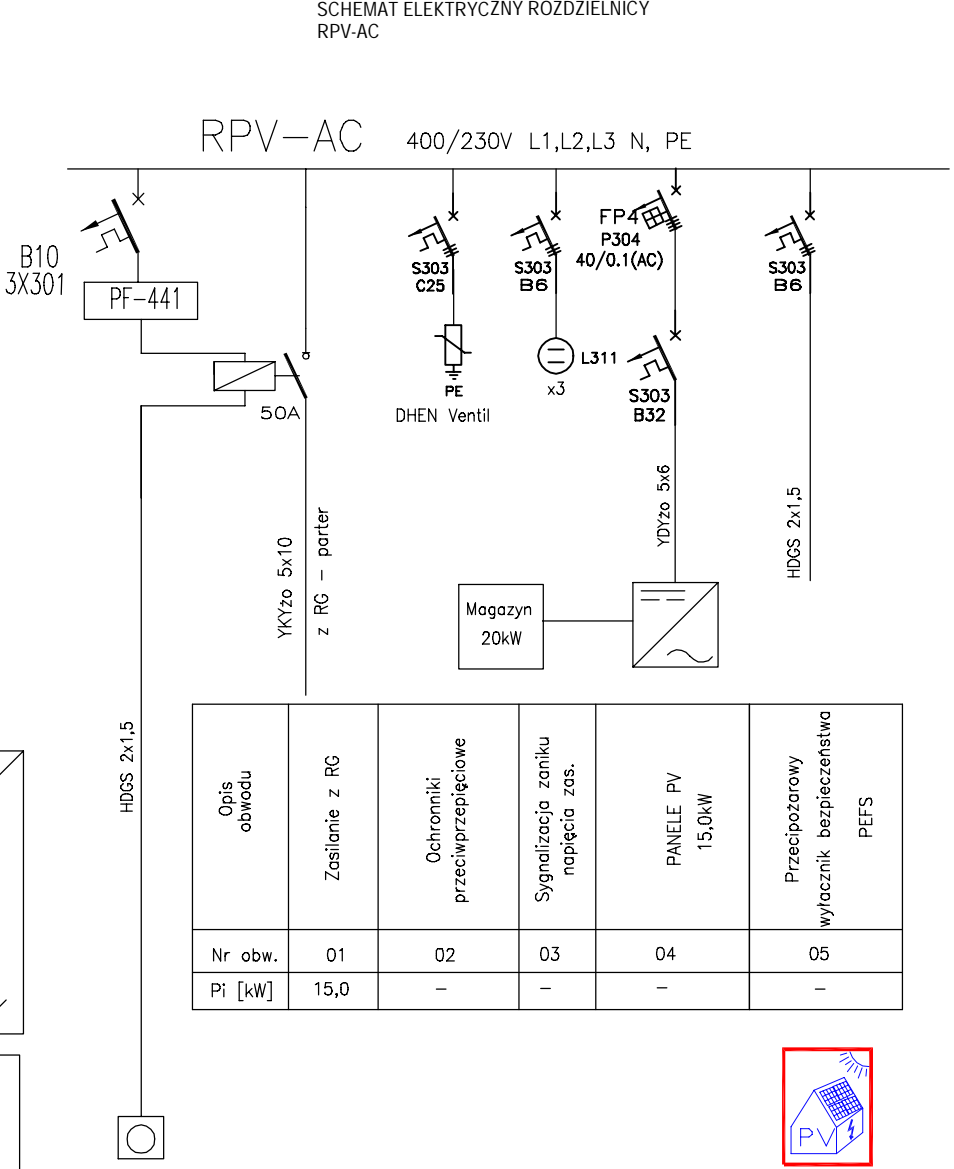 SCHEMAT ELEKTRYCZNY ROZDZIELNICY
RPV-AC
RPV-AC 400/230V L1,L2,L3 N, PE
B10
3X301
PF-441
50A
S303
C25
PE
DHEN Ventil
S303
B6
L311
x3
FP4
P304
40/0.1(AC)
S303
B32
S303
B6
YKYżo 5x10
z RG - parter
YDYżo 5x6
HDGS 2x1,5
Magazyn
20kW
HDGS 2x1,5
Opis
obwodu
Zasilanie z RG
Ochronniki
przeciwprzepięciowe
Sygnalizacja zaniku
napięcia zas.
PANELE PV
15,0kW
Przecipożarowy
wyłacznik bezpieczeństwa
PEFS
Nr obw. 01 02 03 04 05
Pi [kW] 15,0 - - - -
PV